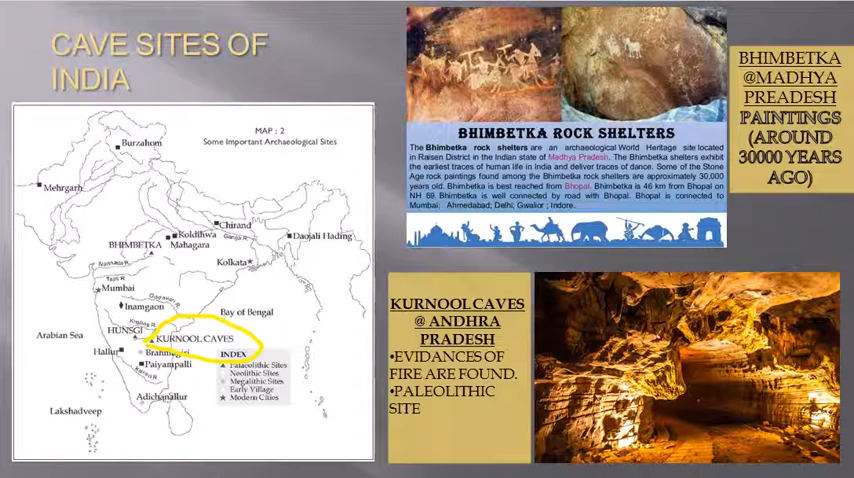 CAVE SITES OF
INDIA
MAP : 2
Some Important Archaeological Sites
Burzahom
Mehrgarh
Chirand
Koldihwa
Ganga R.
Daojali Hading
Mahagara
BHIMBETKA
Kolkata
Narmada R.
Tapi R.
Mumbai
Godavari R.
Inamgaon
Bay of Bengal
Krishna R.
HUNSGI
Arabian Sea
KURNOOL CAVES
Hallur
Brahmagiri
INDEX
Paiyampalli
Palaeolithic Sites
Neolithic Sites
Megalithic Sites
Early Village
Modern Cities
Adichanallur
Lakshadweep
BHIMBETKA ROCK SHELTERS
The Bhimbetka rock shelters are an archaeological World Heritage site located
in Raisen District in the Indian state of Madhya Pradesh. The Bhimbetka shelters exhibit
the earliest traces of human life in India and deliver traces of dance. Some of the Stone
Age rock paintings found among the Bhimbetka rock shelters are approximately 30,000
years old. Bhimbetka is best reached from Bhopal. Bhimbetka is 46 km from Bhopal on
NH 69. Bhimbetka is well connected by road with Bhopal. Bhopal is connected to
Mumbai; Ahmedabad; Delhi; Gwalior ; Indore.
BHIMBETKA
@MADHYA
PREADESH
PAINTINGS
(AROUND
30000 YEARS
AGO)
KURNOOL CAVES
@ ANDHRA
PRADESH
•EVIDANCES OF
FIRE ARE FOUND.
•PALEOLITHIC
SITE